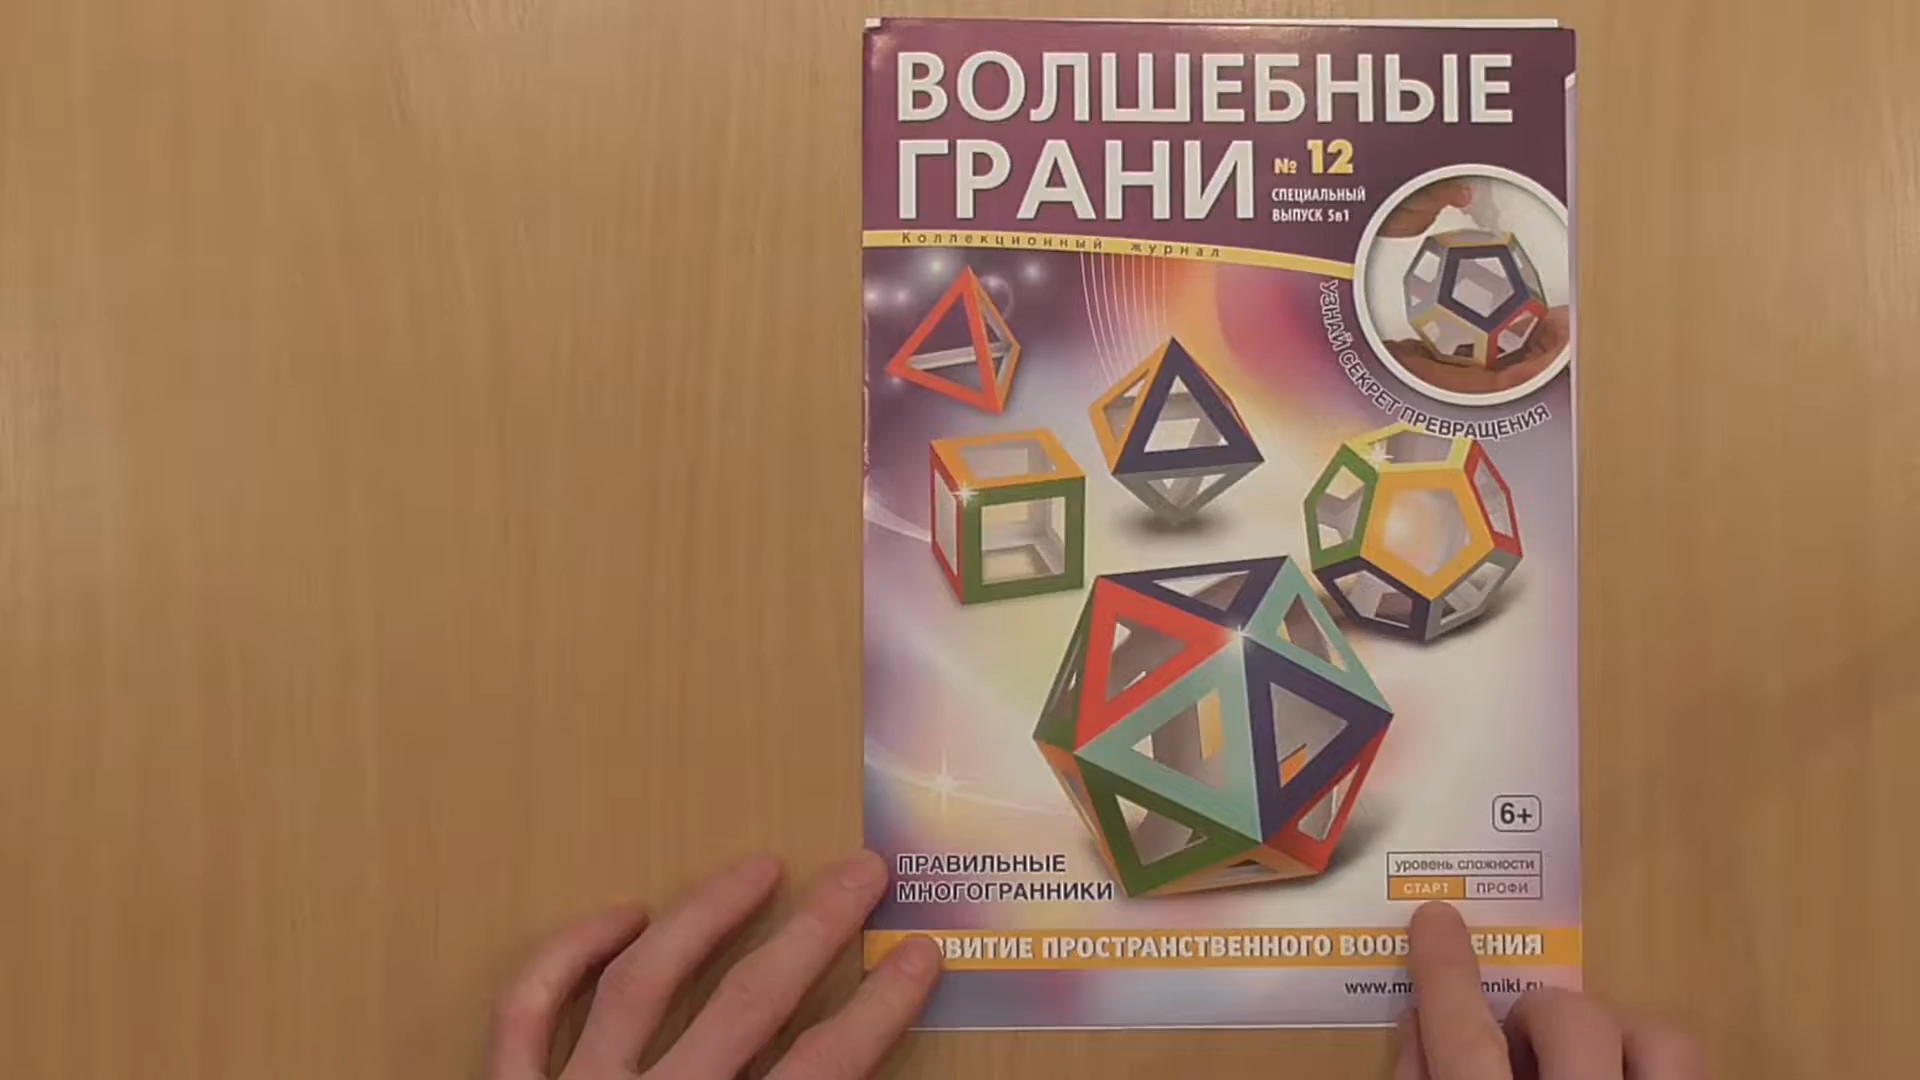 ВОЛШЕБНЫЕ
ГРАНИ
№ 12
СПЕЦИАЛЬНЫЙ
ВЫПУСК 5в1
Коллекционный журнал
УЗНАЙ СЕКРЕТ ПРЕВРАЩЕНИЯ
6+
уровень сложности
СТАРТ ПРОФИ
ПРАВИЛЬНЫЕ
МНОГОГРАННИКИ
ПРОСТРАНСТВЕННОГО